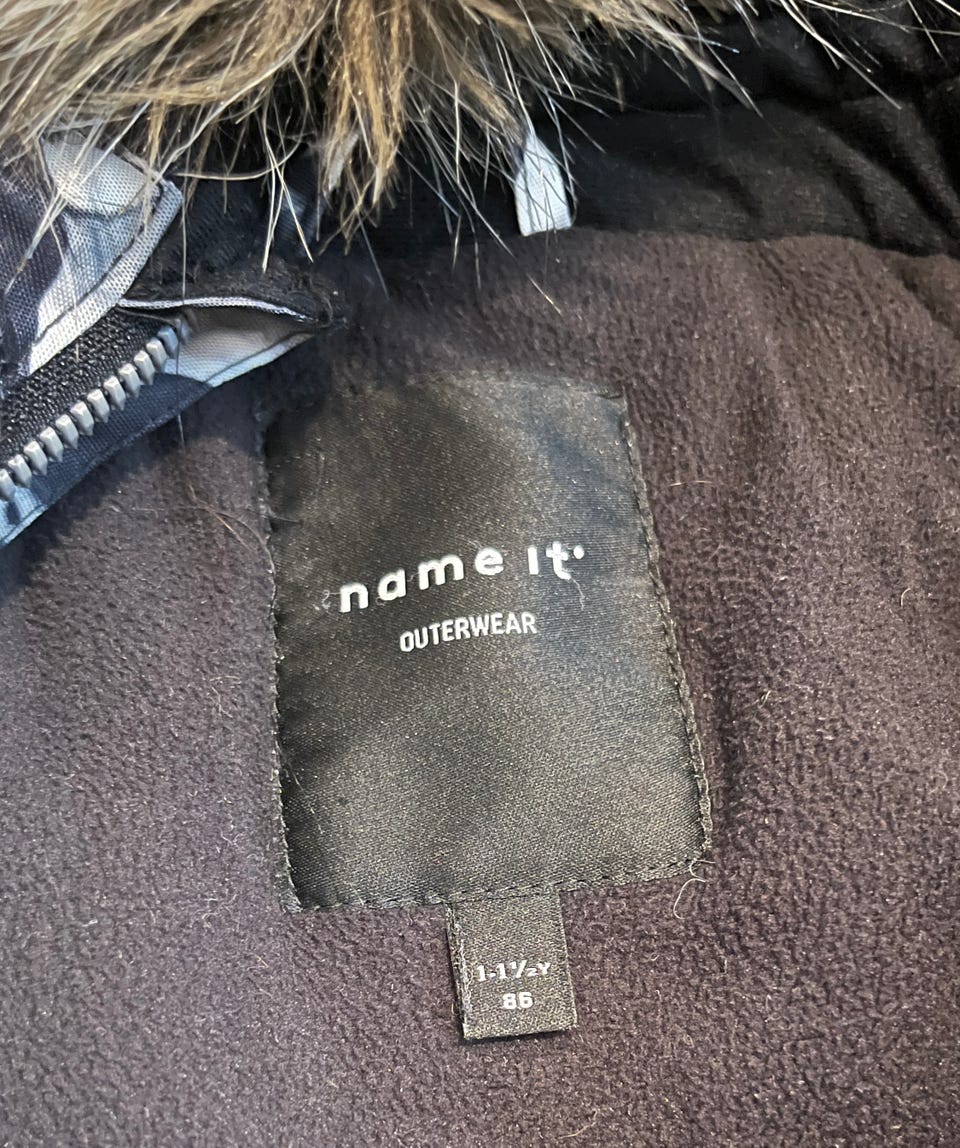 name it
OUTERWEAR
1-1½Y
86